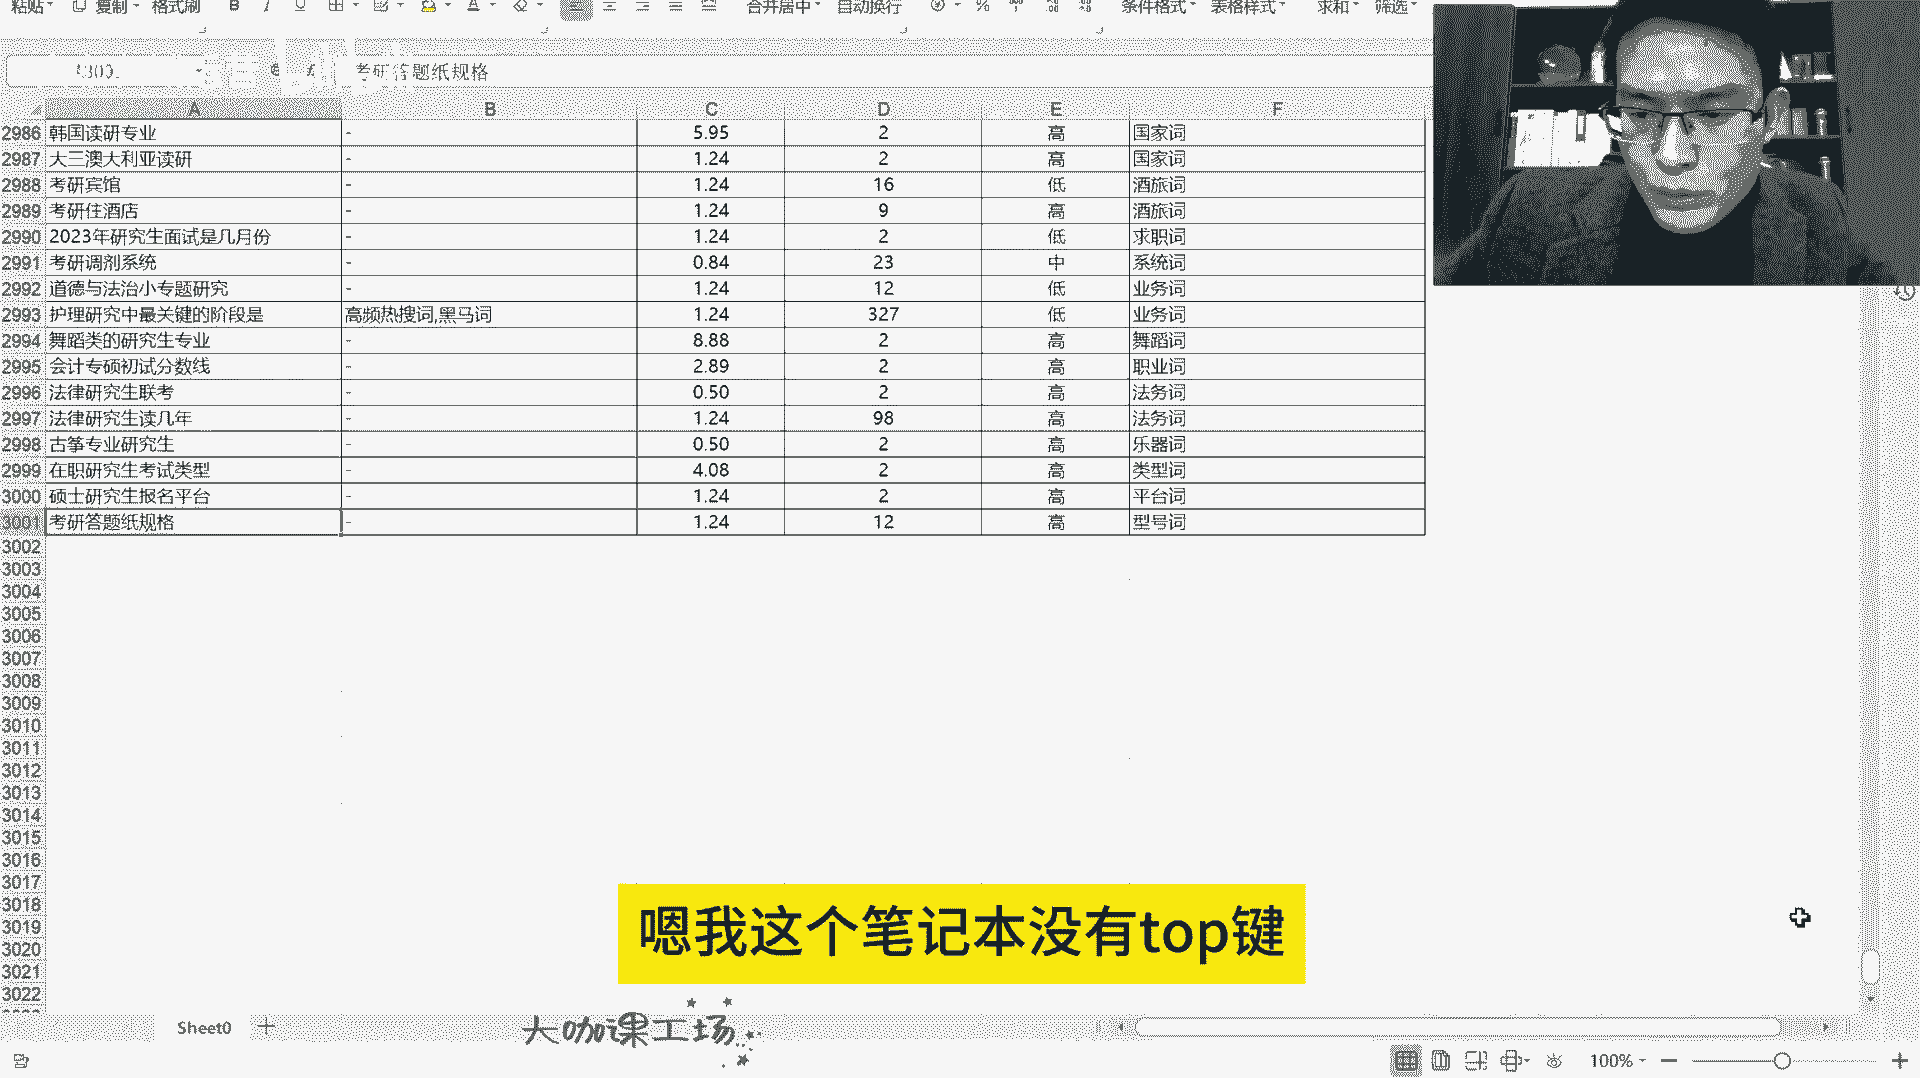 粘贴 复制 格式刷 B I U A 合并居中 自动换行 % 条件格式 表格样式 求和 筛选
考研答题纸规格
A B C D E F
2986 韩国读研专业 - 5.95 2 高 国家词
2987 大三澳大利亚读研 - 1.24 2 高 国家词
2988 考研宾馆 - 1.24 16 低 酒旅词
2989 考研住酒店 - 1.24 9 高 酒旅词
2990 2023年研究生面试是几月份 - 1.24 2 低 求职词
2991 考研调剂系统 - 0.84 23 中 系统词
2992 道德与法治小专题研究 - 1.24 12 低 业务词
2993 护理研究中最关键的阶段是 高频热搜词,黑马词 1.24 327 低 业务词
2994 舞蹈类的研究生专业 - 8.88 2 高 舞蹈词
2995 会计专硕初试分数线 - 2.89 2 高 职业词
2996 法律研究生联考 - 0.50 2 高 法务词
2997 法律研究生读几年 - 1.24 98 高 法务词
2998 古筝专业研究生 - 0.50 2 高 乐器词
2999 在职研究生考试类型 - 4.08 2 高 类型词
3000 硕士研究生报名平台 - 1.24 2 高 平台词
3001 考研答题纸规格 - 1.24 12 高 型号词
3002
3003
3004
3005
3006
3007
3008
3009
3010
3011
3012
3013
3014
3015
3016
3017
3018
3019
3020
3021
3022
嗯我这个笔记本没有top键
Sheet0
大咖课工场
100%